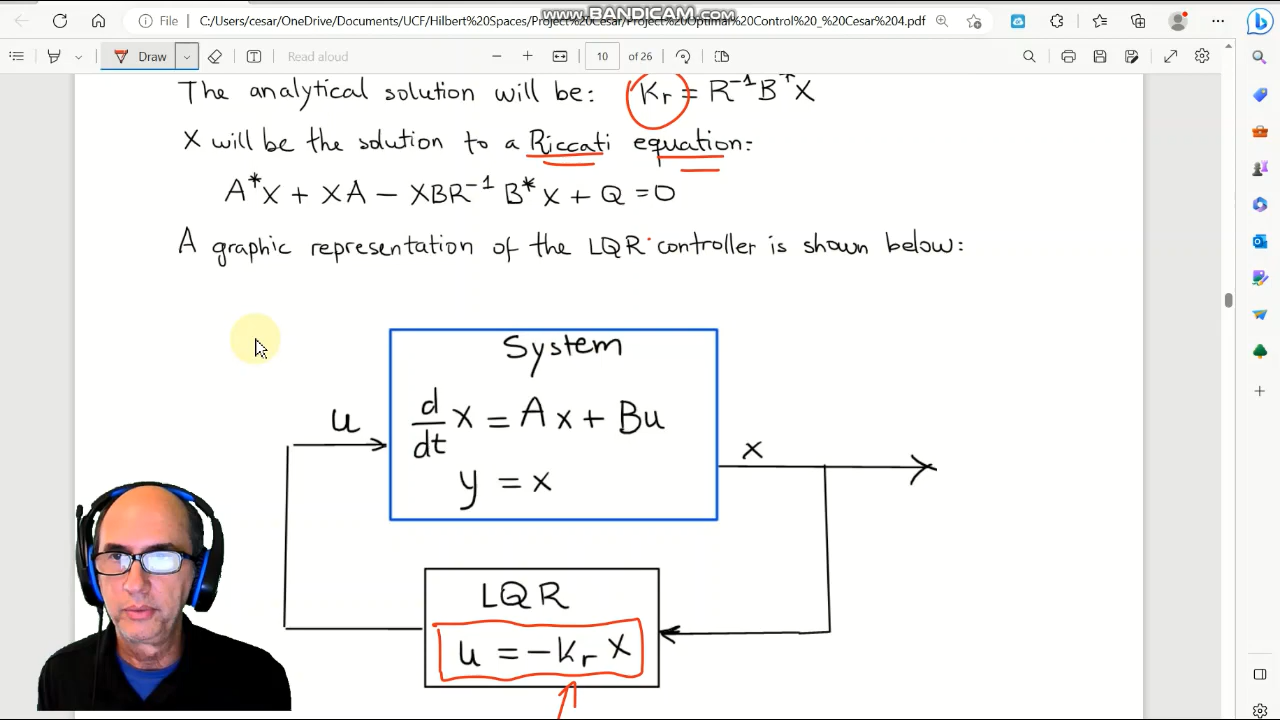 www.BANDICAM.com
File C:/Users/cesar/OneDrive/Documents/UCF/Hilbert%20Spaces/Project%20Cesar/Project%20Optimal%20Control%20_%20Cesar%204.pdf
Draw Read aloud 10 of 26
The analytical solution will be: Kr = R⁻¹B*X
X will be the solution to a Riccati equation:
A*X + XA − XBR⁻¹ B*X + Q = 0
A graphic representation of the LQR controller is shown below:
System
u
d/dt x = Ax + Bu
x
y = x
LQR
u = −Kr X